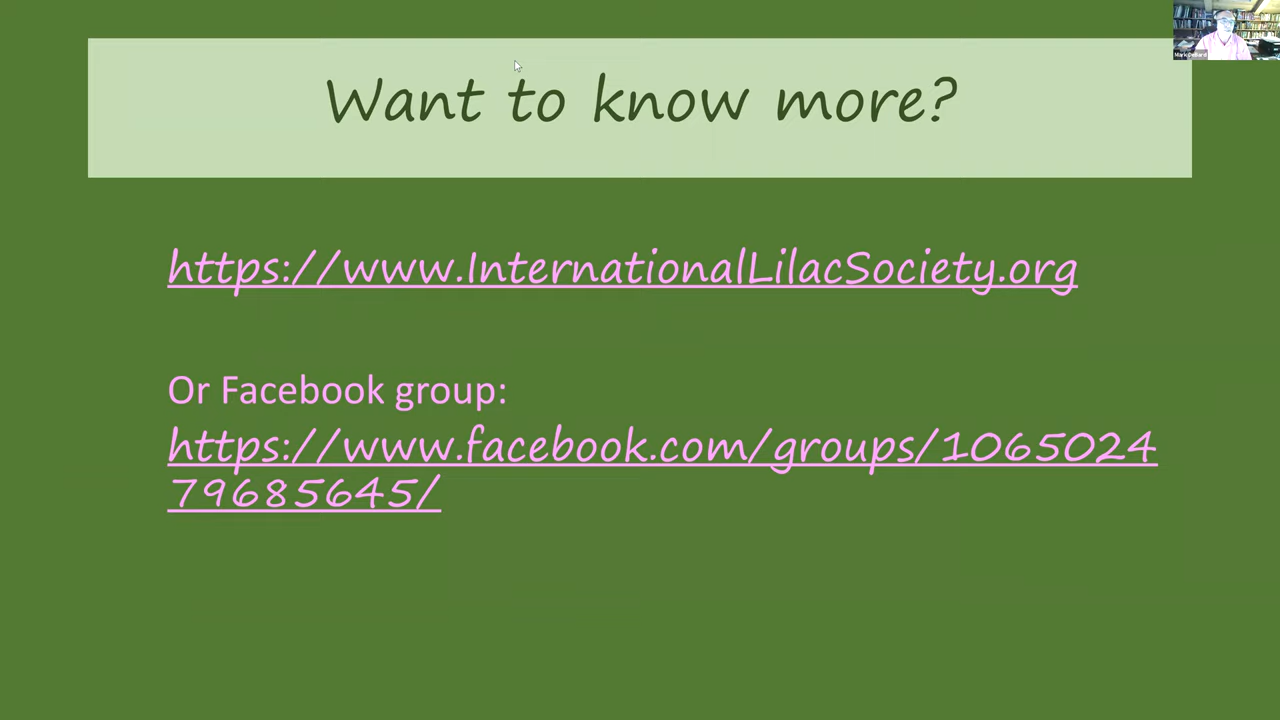 Want to know more?
https://www.InternationalLilacSociety.org
Or Facebook group:
https://www.facebook.com/groups/1065024
79685645/